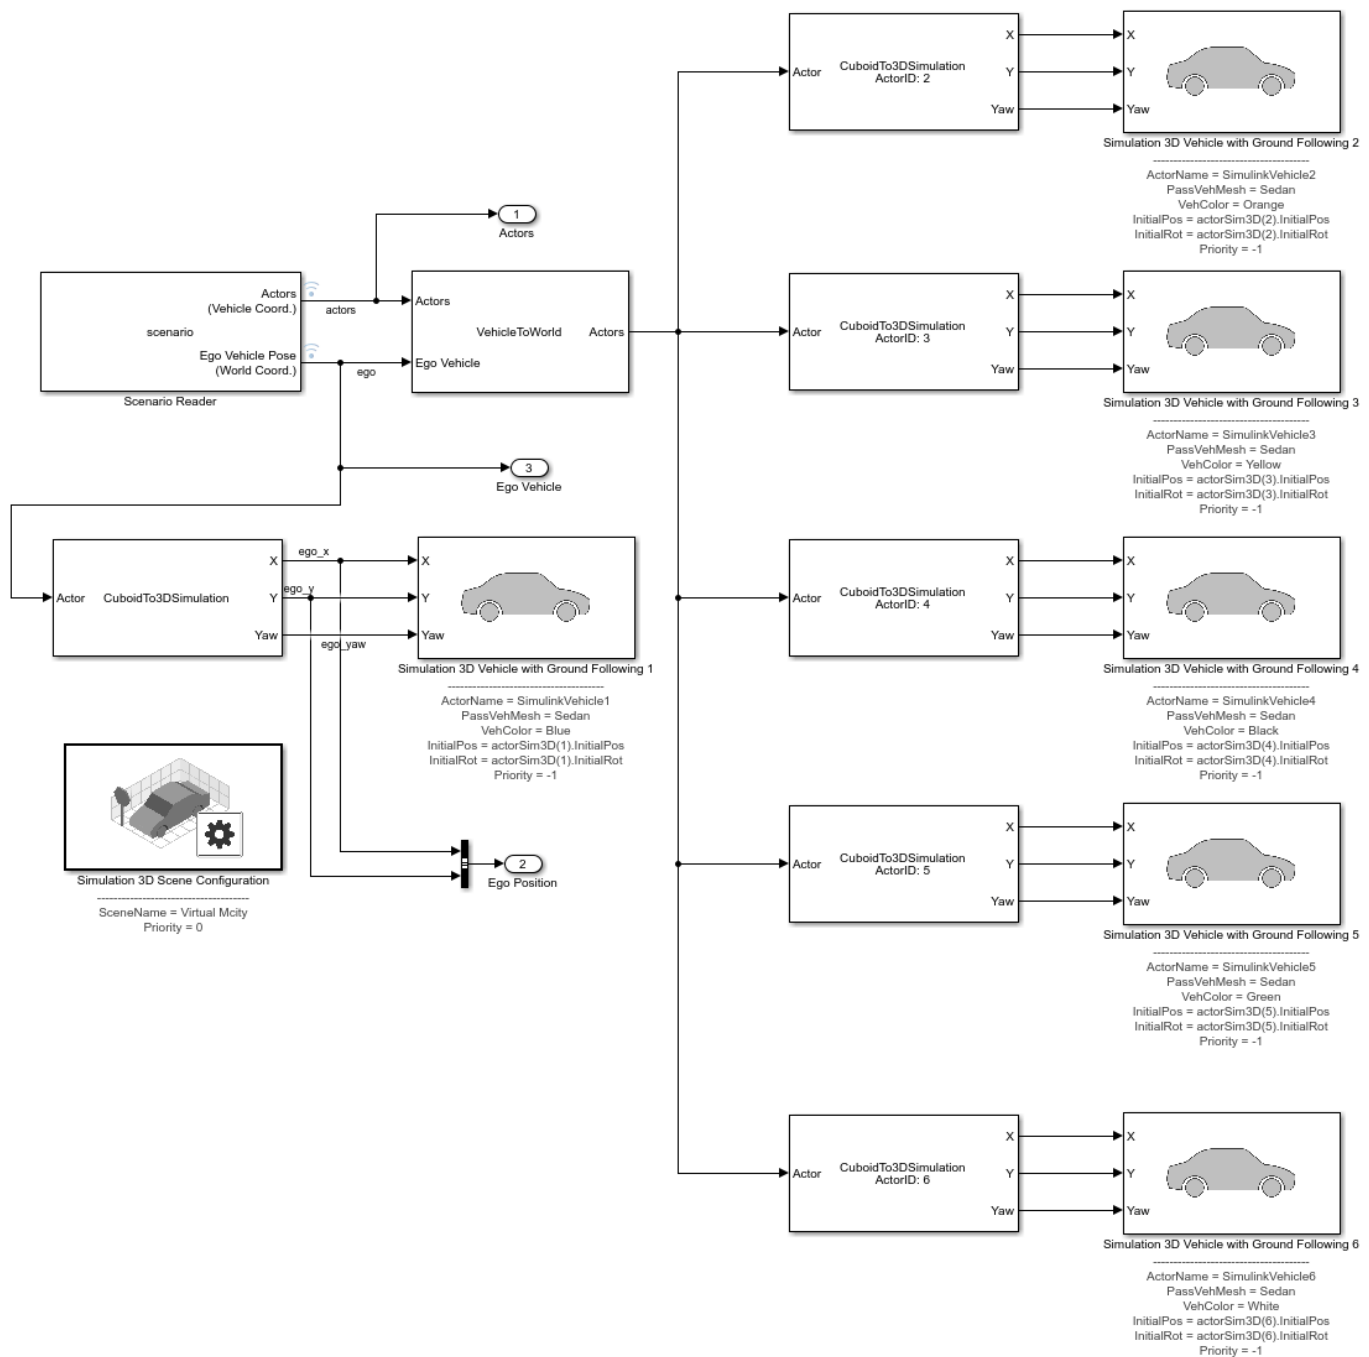 X
Y
Yaw
Actor
CuboidTo3DSimulation
ActorID: 2
X
Y
Yaw
Simulation 3D Vehicle with Ground Following 2
---------------------------------------
ActorName = SimulinkVehicle2
PassVehMesh = Sedan
VehColor = Orange
InitialPos = actorSim3D(2).InitialPos
InitialRot = actorSim3D(2).InitialRot
Priority = -1
1
Actors
Actors
(Vehicle Coord.)
scenario
Ego Vehicle Pose
(World Coord.)
Scenario Reader
actors
ego
Actors
VehicleToWorld
Actors
Ego Vehicle
Actor
CuboidTo3DSimulation
ActorID: 3
X
Y
Yaw
X
Y
Yaw
Simulation 3D Vehicle with Ground Following 3
---------------------------------------
ActorName = SimulinkVehicle3
PassVehMesh = Sedan
VehColor = Yellow
InitialPos = actorSim3D(3).InitialPos
InitialRot = actorSim3D(3).InitialRot
Priority = -1
3
Ego Vehicle
Actor
CuboidTo3DSimulation
X
Y
Yaw
ego_x
ego_y
ego_yaw
X
Y
Yaw
Simulation 3D Vehicle with Ground Following 1
---------------------------------------
ActorName = SimulinkVehicle1
PassVehMesh = Sedan
VehColor = Blue
InitialPos = actorSim3D(1).InitialPos
InitialRot = actorSim3D(1).InitialRot
Priority = -1
Actor
CuboidTo3DSimulation
ActorID: 4
X
Y
Yaw
X
Y
Yaw
Simulation 3D Vehicle with Ground Following 4
---------------------------------------
ActorName = SimulinkVehicle4
PassVehMesh = Sedan
VehColor = Black
InitialPos = actorSim3D(4).InitialPos
InitialRot = actorSim3D(4).InitialRot
Priority = -1
Simulation 3D Scene Configuration
---------------------------------------
SceneName = Virtual Mcity
Priority = 0
2
Ego Position
Actor
CuboidTo3DSimulation
ActorID: 5
X
Y
Yaw
X
Y
Yaw
Simulation 3D Vehicle with Ground Following 5
---------------------------------------
ActorName = SimulinkVehicle5
PassVehMesh = Sedan
VehColor = Green
InitialPos = actorSim3D(5).InitialPos
InitialRot = actorSim3D(5).InitialRot
Priority = -1
Actor
CuboidTo3DSimulation
ActorID: 6
X
Y
Yaw
X
Y
Yaw
Simulation 3D Vehicle with Ground Following 6
---------------------------------------
ActorName = SimulinkVehicle6
PassVehMesh = Sedan
VehColor = White
InitialPos = actorSim3D(6).InitialPos
InitialRot = actorSim3D(6).InitialRot
Priority = -1